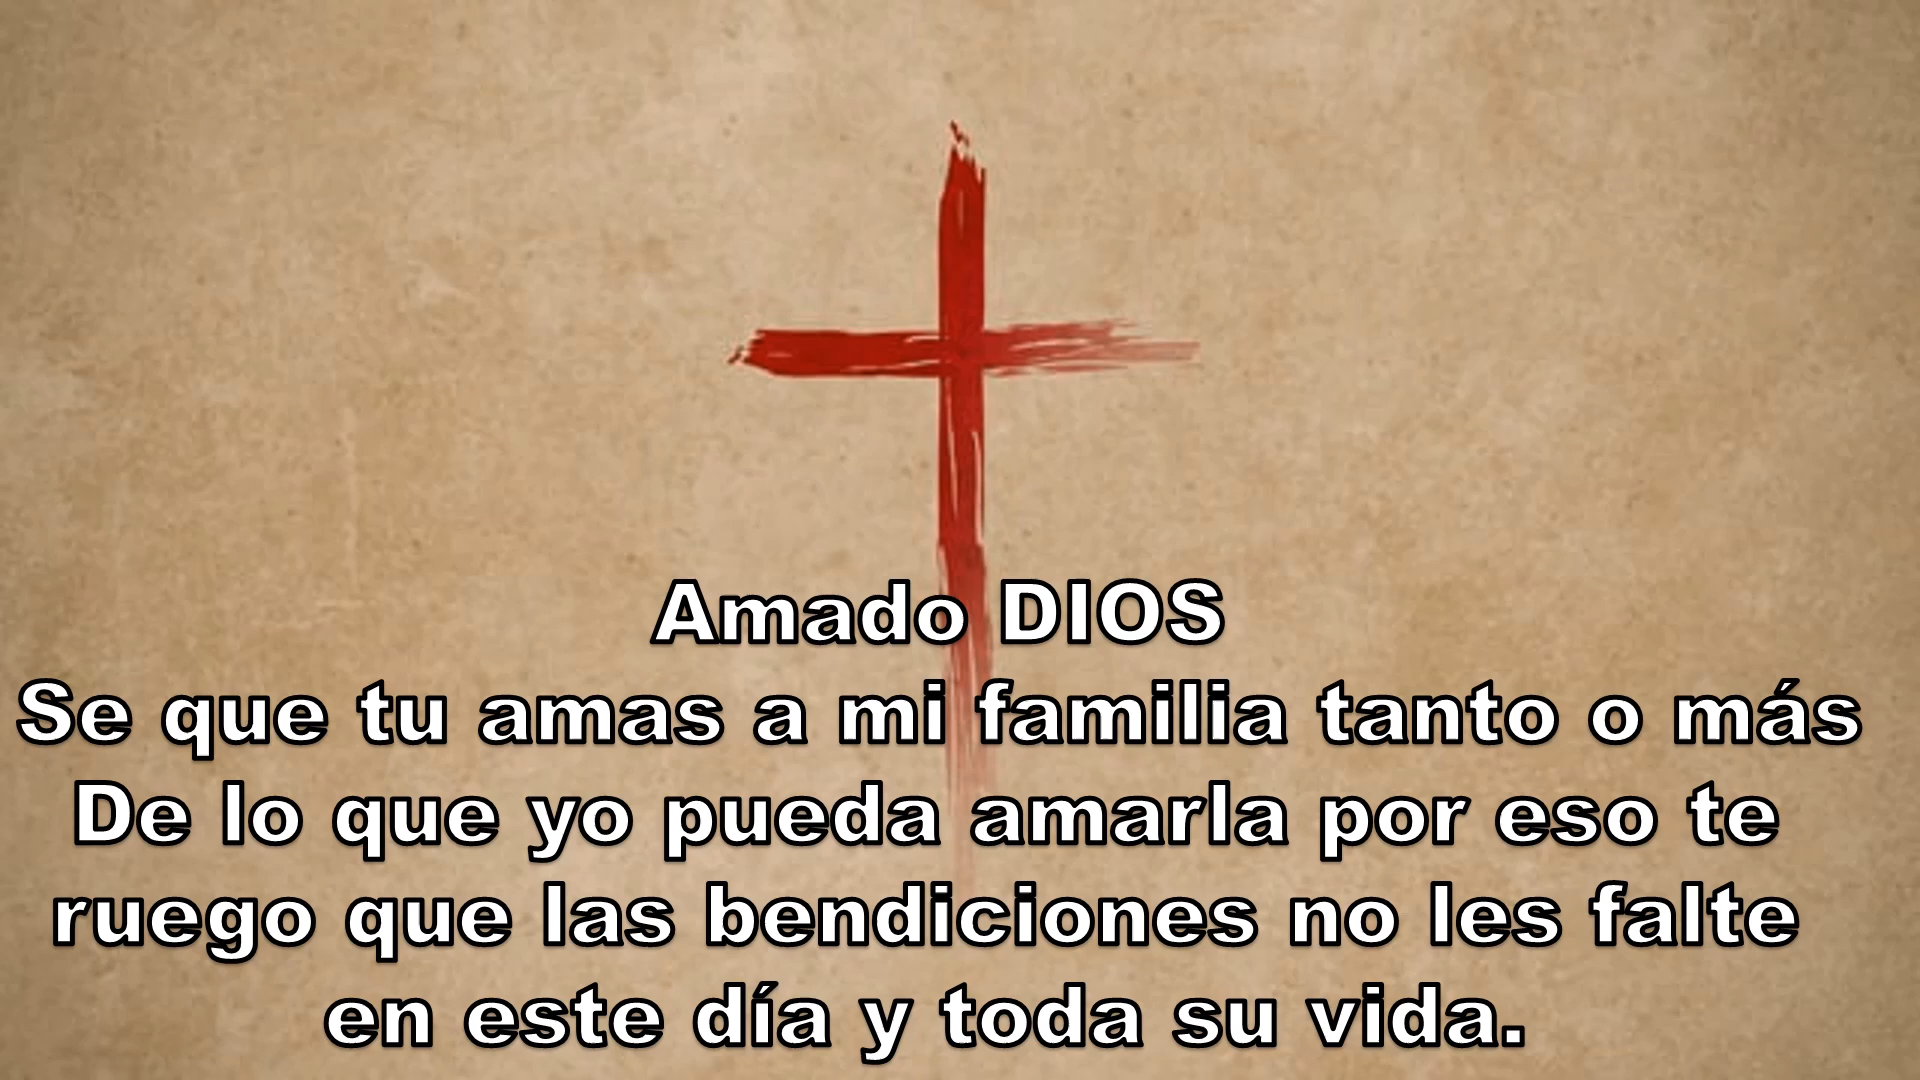 Amado DIOS
Se que tu amas a mi familia tanto o más
De lo que yo pueda amarla por eso te
ruego que las bendiciones no les falte
en este día y toda su vida.